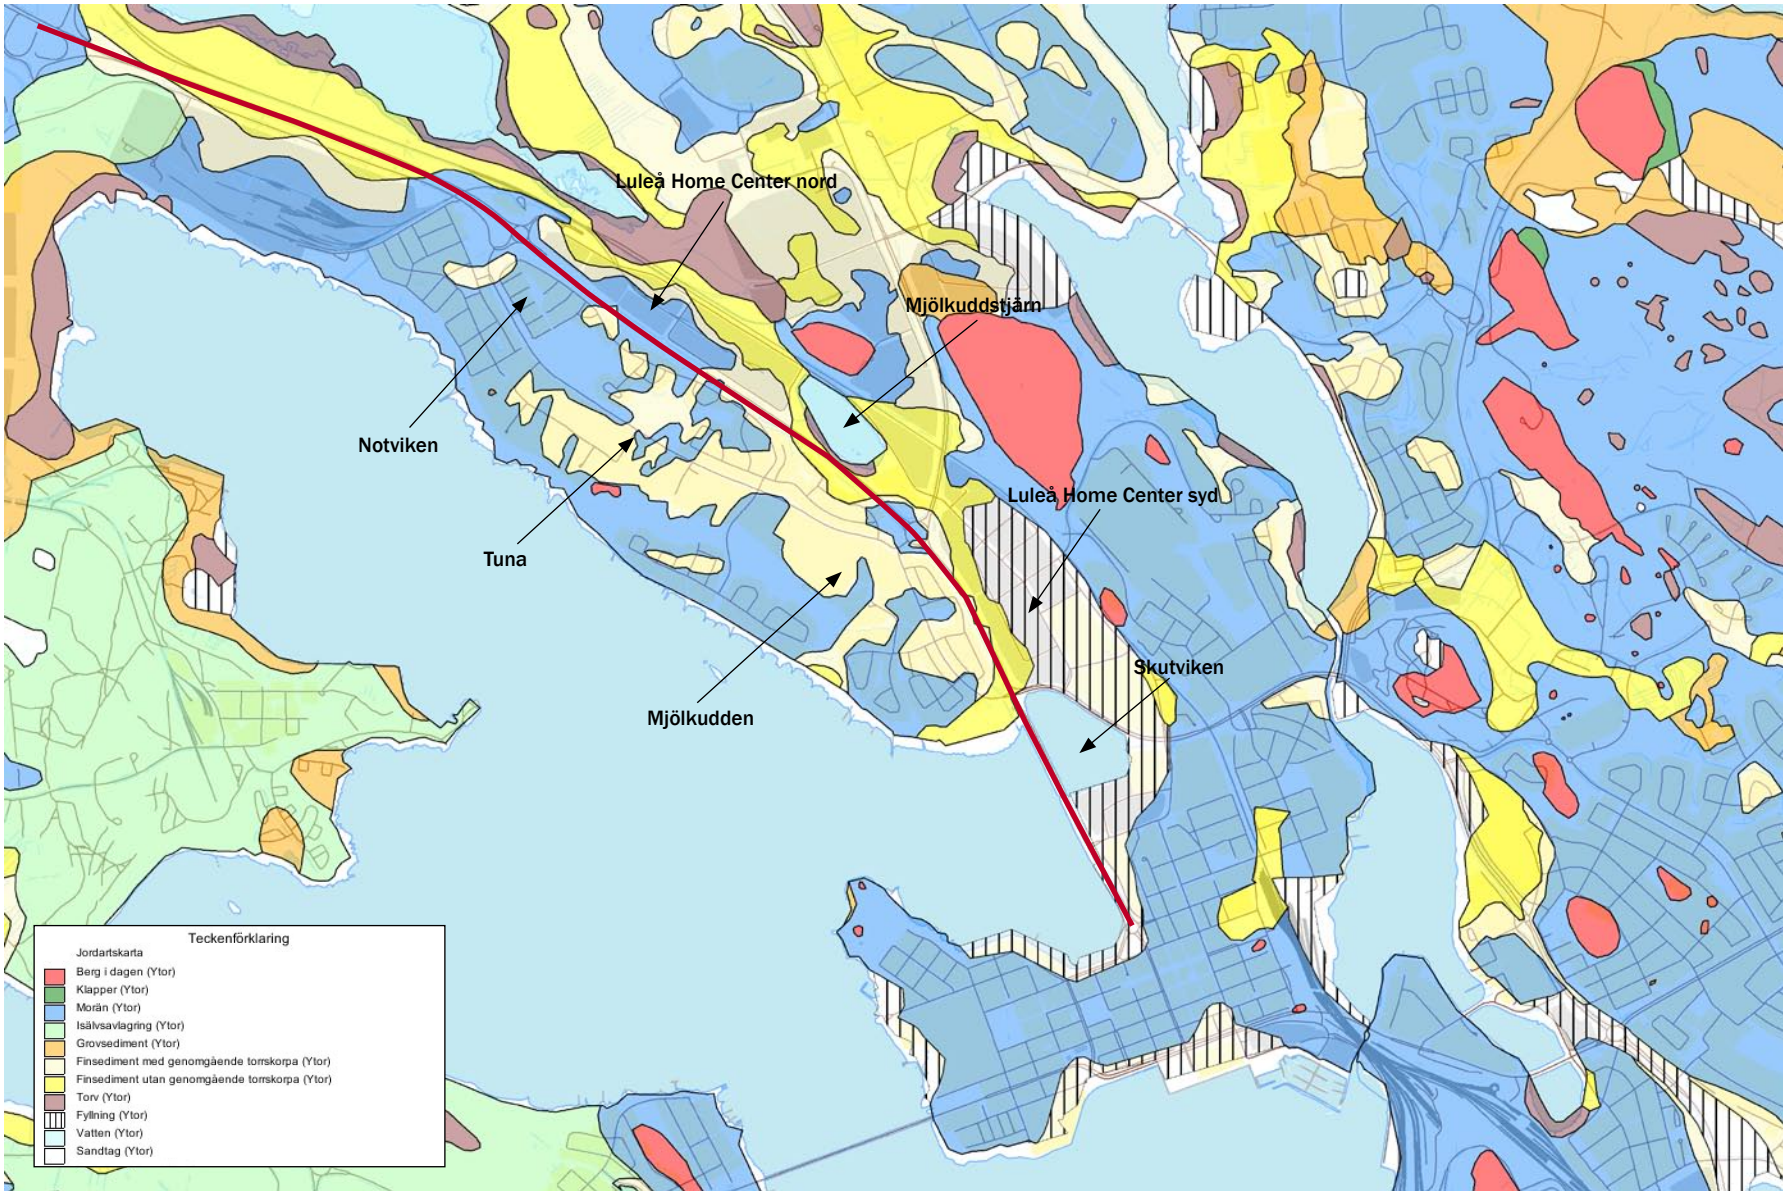 Luleå Home Center nord
Mjölkuddstjärn
Notviken
Luleå Home Center syd
Tuna
Skutviken
Mjölkudden
Teckenförklaring
Jordartskarta
Berg i dagen (Ytor)
Klapper (Ytor)
Morän (Ytor)
Isälvsavlagring (Ytor)
Grovsediment (Ytor)
Finsediment med genomgående torrskorpa (Ytor)
Finsediment utan genomgående torrskorpa (Ytor)
Torv (Ytor)
Fyllning (Ytor)
Vatten (Ytor)
Sandtag (Ytor)